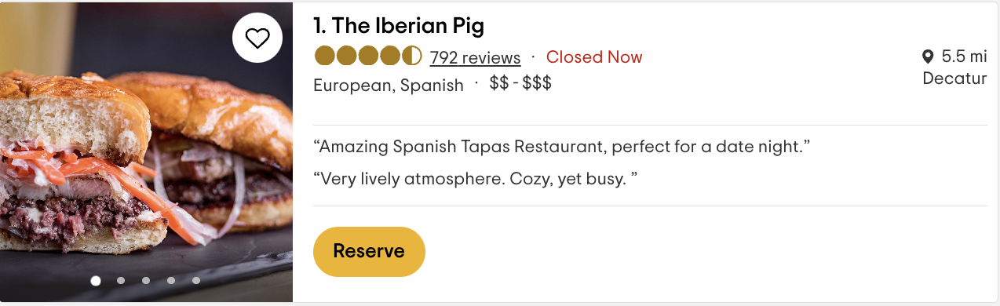 1. The Iberian Pig
792 reviews · Closed Now
5.5 mi
European, Spanish · $$ - $$$
Decatur
“Amazing Spanish Tapas Restaurant, perfect for a date night.”
“Very lively atmosphere. Cozy, yet busy. ”
Reserve